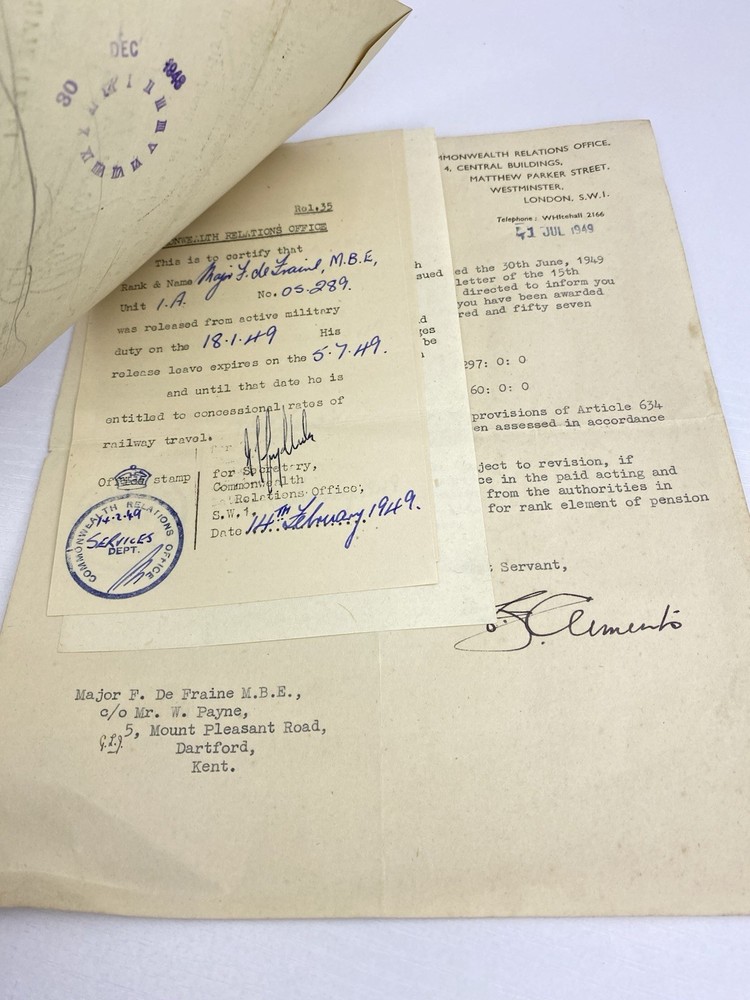 30 DEC 1948
Rel.35
COMMONWEALTH RELATIONS OFFICE
This is to certify that
Rank & Name Major F. de Fraine, M.B.E,
Unit I.A. No. OS.289.
was released from active military
duty on the 18.1.49 His
release leave expires on the 5.7.49.
and until that date he is
entitled to concessional rates of
railway travel.
Office stamp
for Secretary,
Commonwealth
Relations Office,
S.W.1.
Date 14TH February 1949.
COMMONWEALTH RELATIONS OFFICE
14.2.49
SERVICES
DEPT.
MMONWEALTH RELATIONS OFFICE,
4, CENTRAL BUILDINGS,
MATTHEW PARKER STREET,
WESTMINSTER,
LONDON, S.W.1.
Telephone: WHItehall 2166
JUL 1949
ed the 30th June, 1949
letter of the 15th
directed to inform you
you have been awarded
red and fifty seven
297: 0: 0
60: 0: 0
provisions of Article 634
en assessed in accordance
ject to revision, if
ce in the paid acting and
from the authorities in
for rank element of pension
Servant,
Clements
Major F. De Fraine M.B.E.,
c/o Mr. W. Payne,
5, Mount Pleasant Road,
Dartford,
Kent.